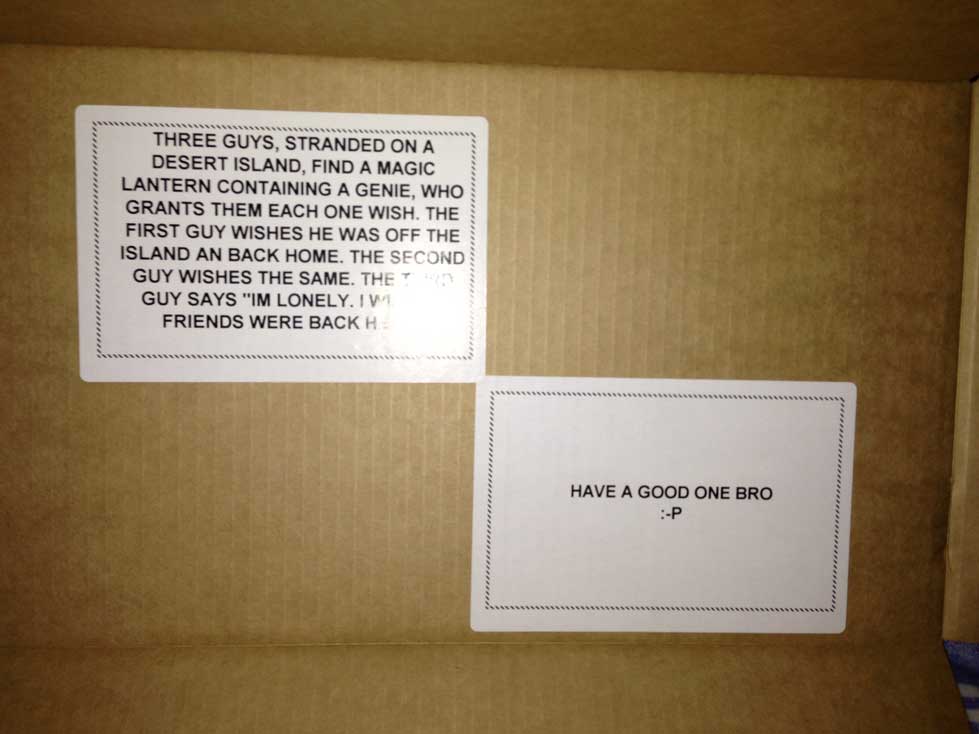 THREE GUYS, STRANDED ON A
DESERT ISLAND, FIND A MAGIC
LANTERN CONTAINING A GENIE, WHO
GRANTS THEM EACH ONE WISH. THE
FIRST GUY WISHES HE WAS OFF THE
ISLAND AN BACK HOME. THE SECOND
GUY WISHES THE SAME. THE THIRD
GUY SAYS "IM LONELY. I
FRIENDS WERE BACK
HAVE A GOOD ONE BRO
:-P